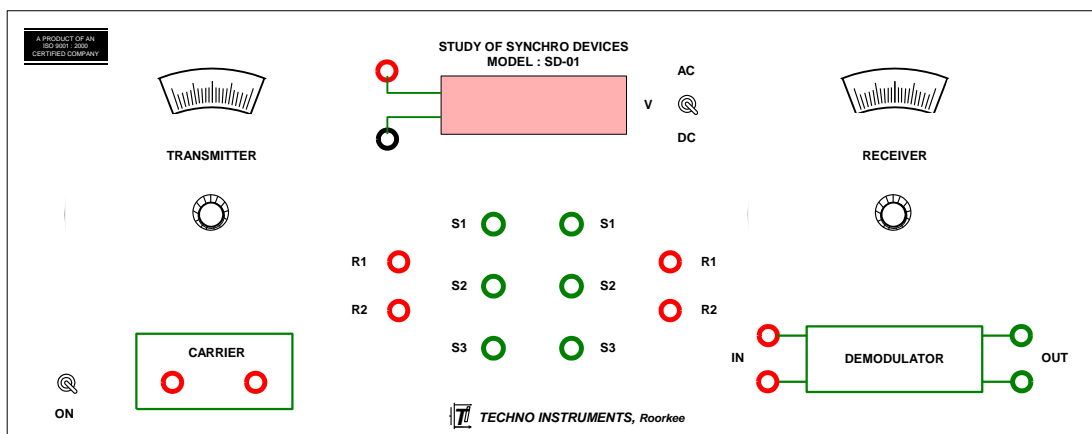 A PRODUCT OF AN
ISO 9001 : 2000
CERTIFIED COMPANY
STUDY OF SYNCHRO DEVICES
MODEL : SD-01
AC
V
DC
TRANSMITTER
RECEIVER
S1
S1
R1
R1
S2
S2
R2
R2
S3
S3
CARRIER
IN
DEMODULATOR
OUT
ON
Ti TECHNO INSTRUMENTS, Roorkee